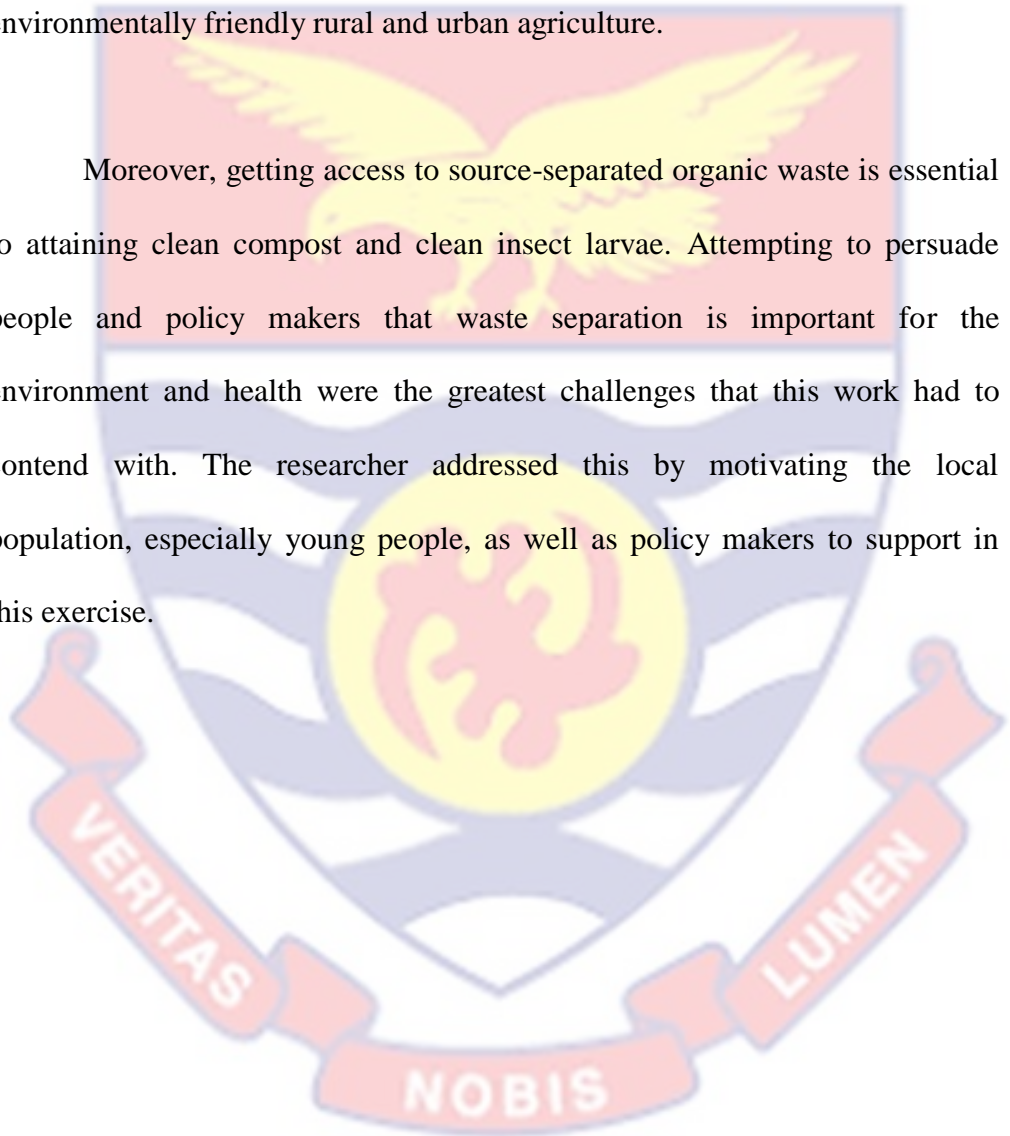 environmentally friendly rural and urban agriculture.
Moreover, getting access to source-separated organic waste is essential
to attaining clean compost and clean insect larvae. Attempting to persuade
people and policy makers that waste separation is important for the
environment and health were the greatest challenges that this work had to
contend with. The researcher addressed this by motivating the local
population, especially young people, as well as policy makers to support in
this exercise.
VERITAS
NOBIS
LUMEN